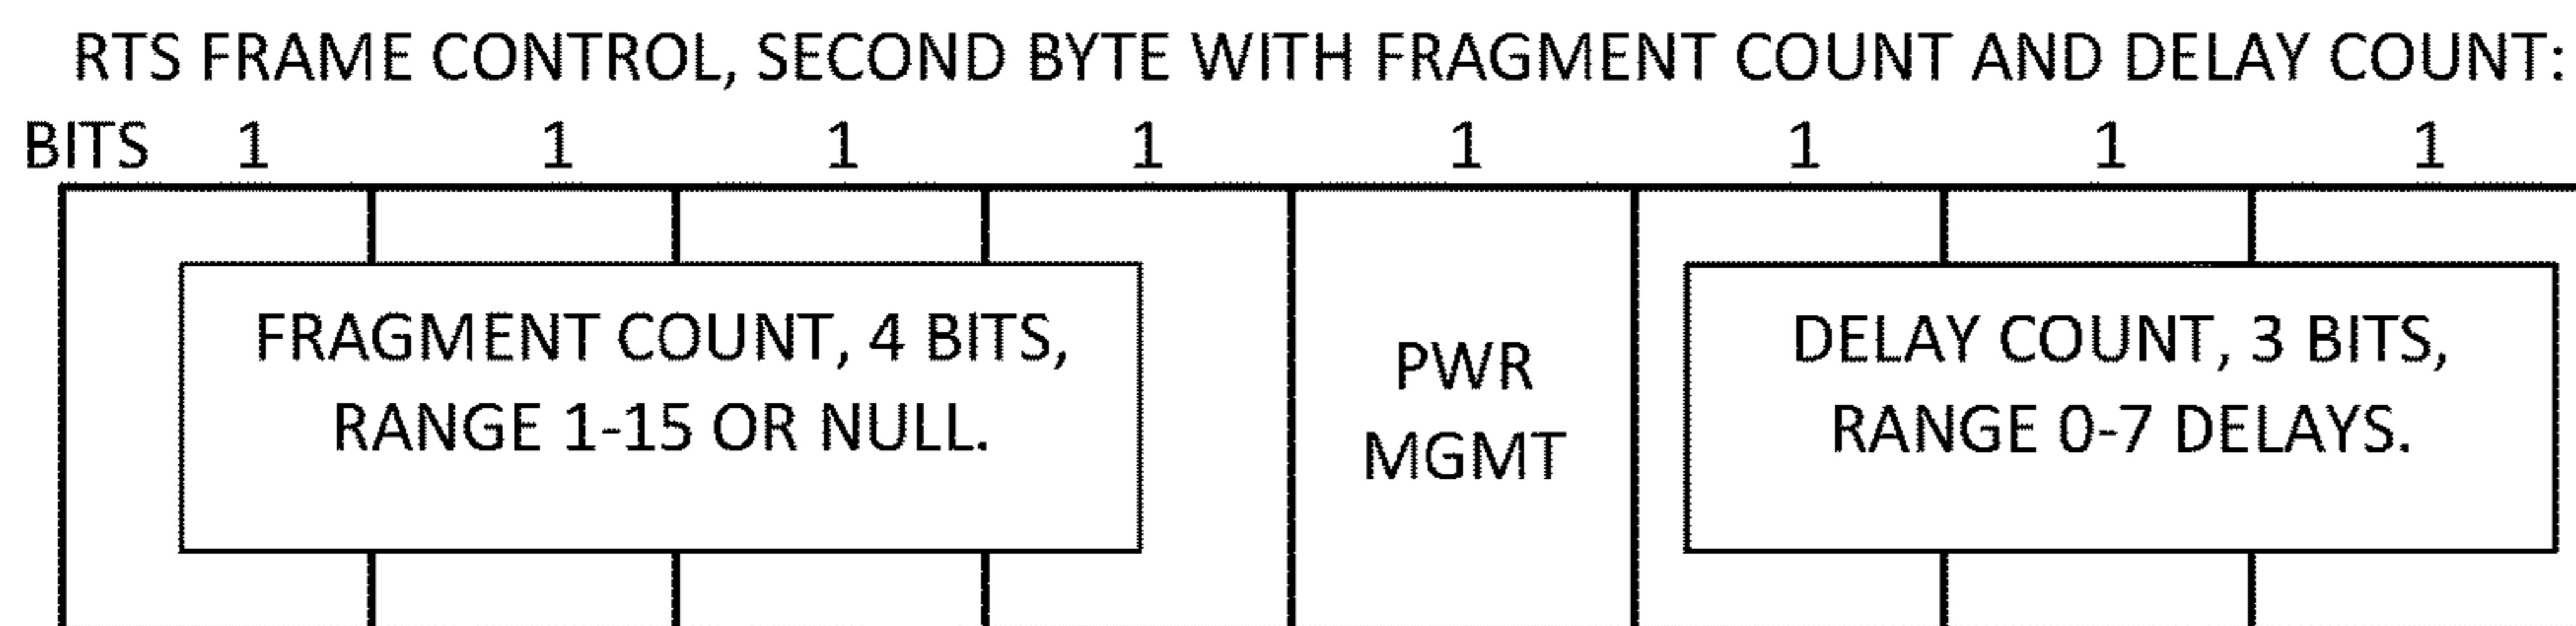 RTS FRAME CONTROL, SECOND BYTE WITH FRAGMENT COUNT AND DELAY COUNT:
BITS 1 1 1 1 1 1 1 1
FRAGMENT COUNT, 4 BITS,
RANGE 1-15 OR NULL.
PWR
MGMT
DELAY COUNT, 3 BITS,
RANGE 0-7 DELAYS.